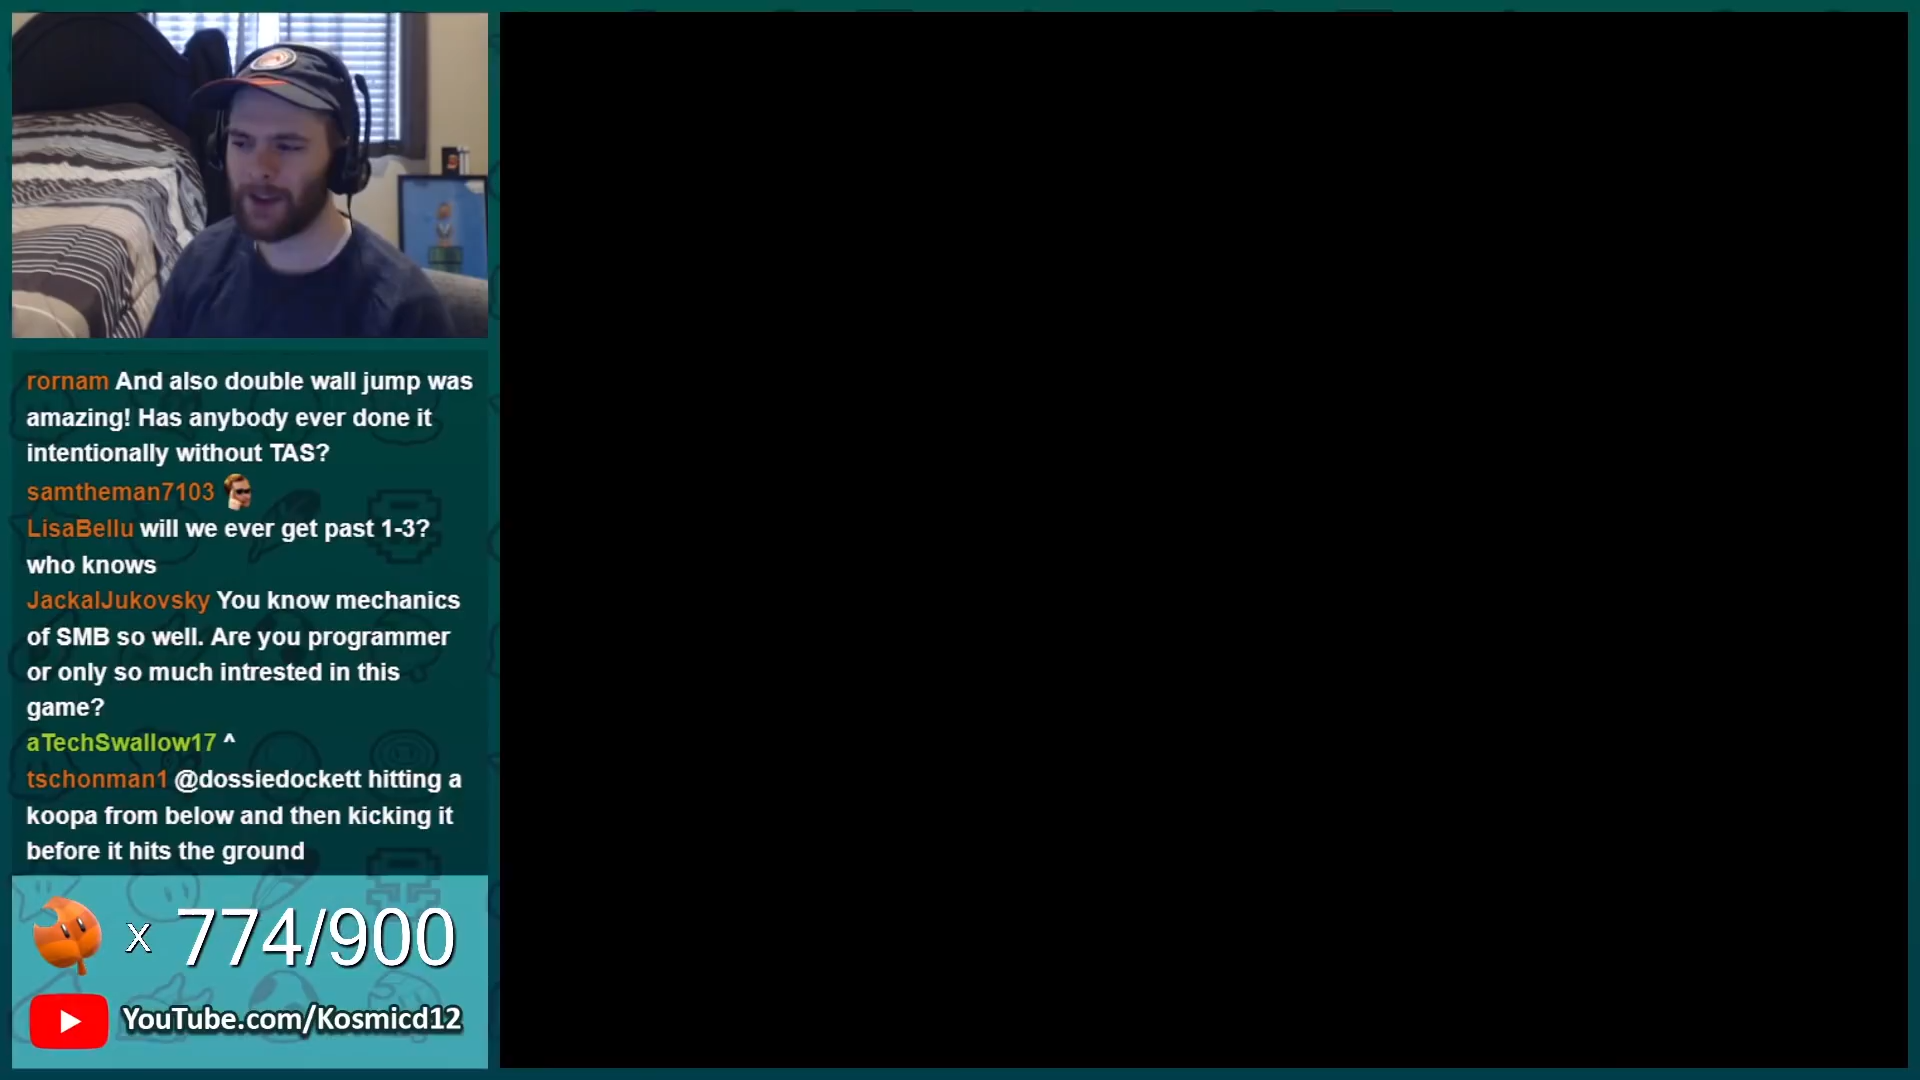 rornam And also double wall jump was
amazing! Has anybody ever done it
intentionally without TAS?
samtheman7103
LisaBellu will we ever get past 1-3?
who knows
JackalJukovsky You know mechanics
of SMB so well. Are you programmer
or only so much intrested in this
game?
aTechSwallow17 ^
tschonman1 @dossiedockett hitting a
koopa from below and then kicking it
before it hits the ground
x 774/900
YouTube.com/Kosmicd12